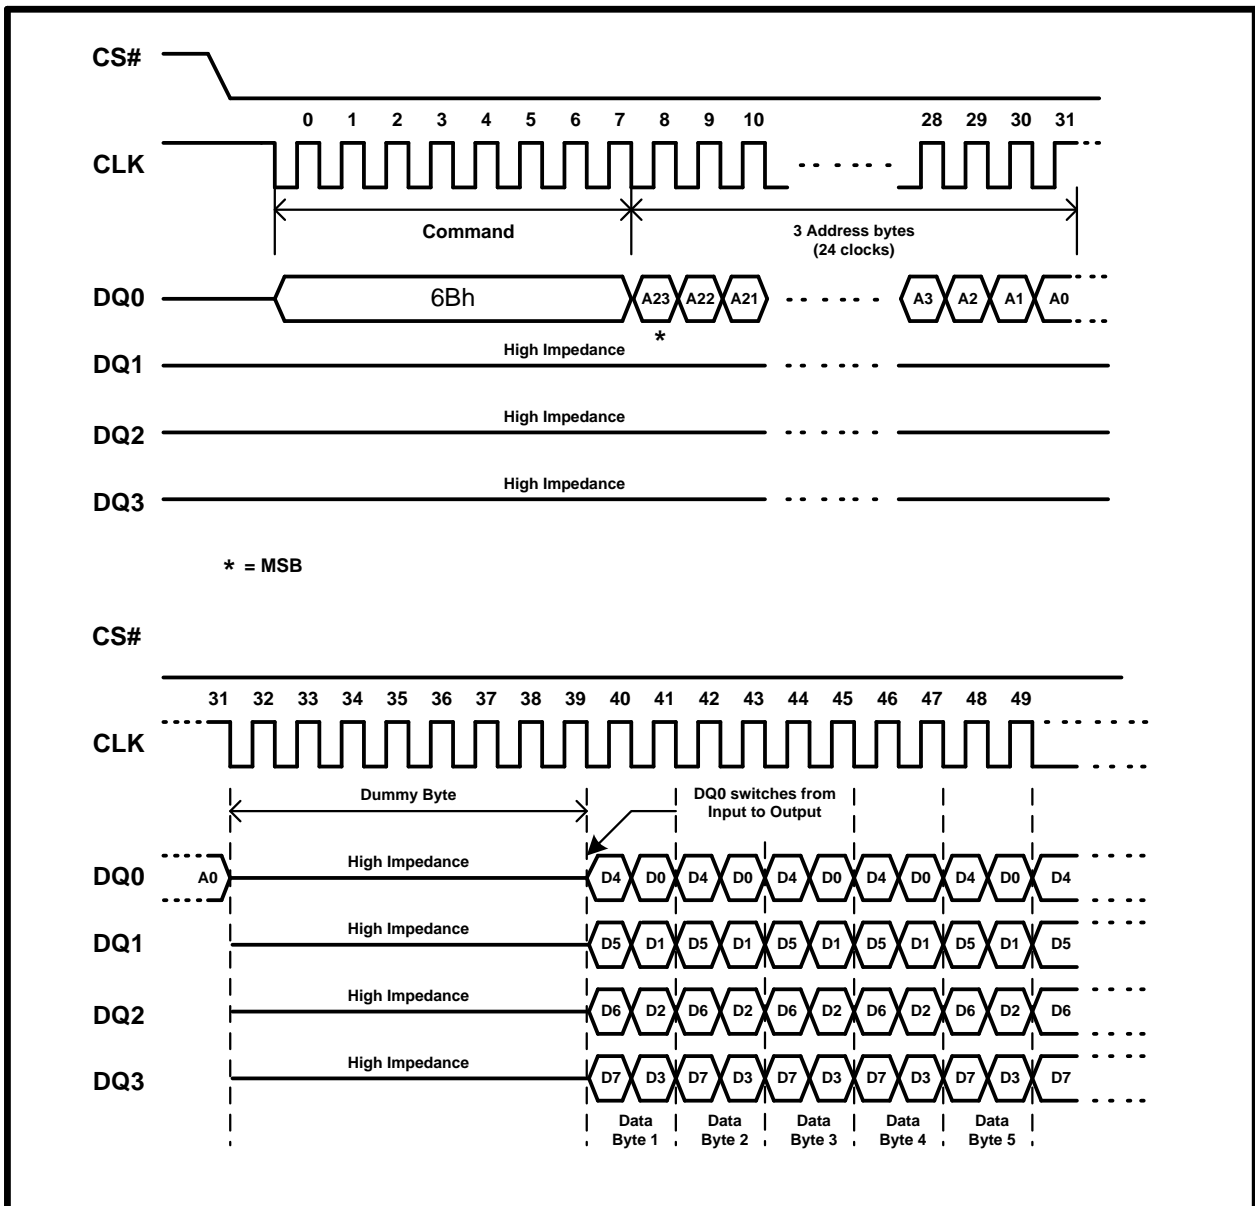 CS#
0 1 2 3 4 5 6 7 8 9 10 28 29 30 31
CLK
Command
3 Address bytes
(24 clocks)
DQ0 6Bh A23 A22 A21 A3 A2 A1 A0
*
High Impedance
DQ1
High Impedance
DQ2
High Impedance
DQ3
* = MSB
CS#
31 32 33 34 35 36 37 38 39 40 41 42 43 44 45 46 47 48 49
CLK
Dummy Byte
DQ0 switches from
Input to Output
High Impedance
DQ0 A0 D4 D0 D4 D0 D4 D0 D4 D0 D4 D0 D4
High Impedance
DQ1 D5 D1 D5 D1 D5 D1 D5 D1 D5 D1 D5
High Impedance
DQ2 D6 D2 D6 D2 D6 D2 D6 D2 D6 D2 D6
High Impedance
DQ3 D7 D3 D7 D3 D7 D3 D7 D3 D7 D3 D7
Data Data Data Data Data
Byte 1 Byte 2 Byte 3 Byte 4 Byte 5